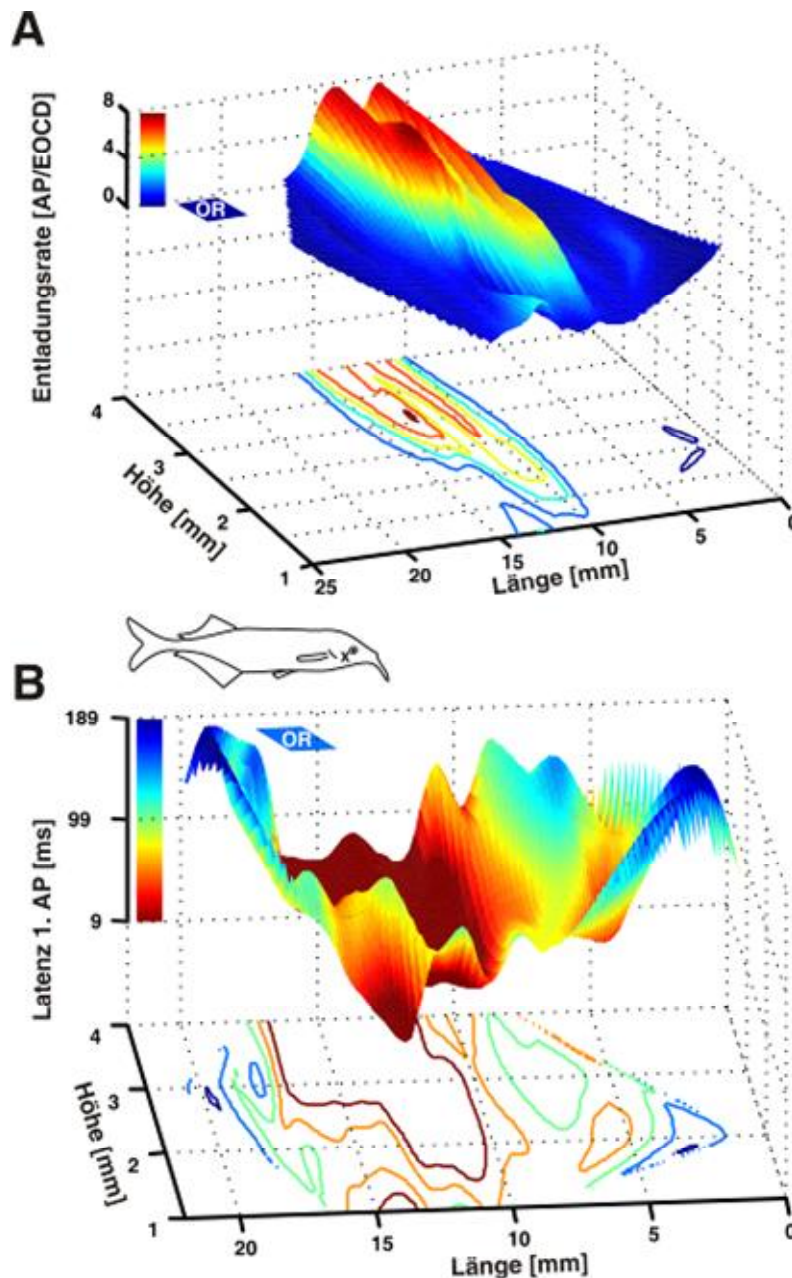 A
Entladungsrate [AP/EOCD]
8
4
0
OR
4
3
2
1
Höhe [mm]
25
20
15
10
5
0
Länge [mm]
x
B
189
99
9
Latenz 1. AP [ms]
OR
4
3
2
1
Höhe [mm]
20
15
10
5
0
Länge [mm]